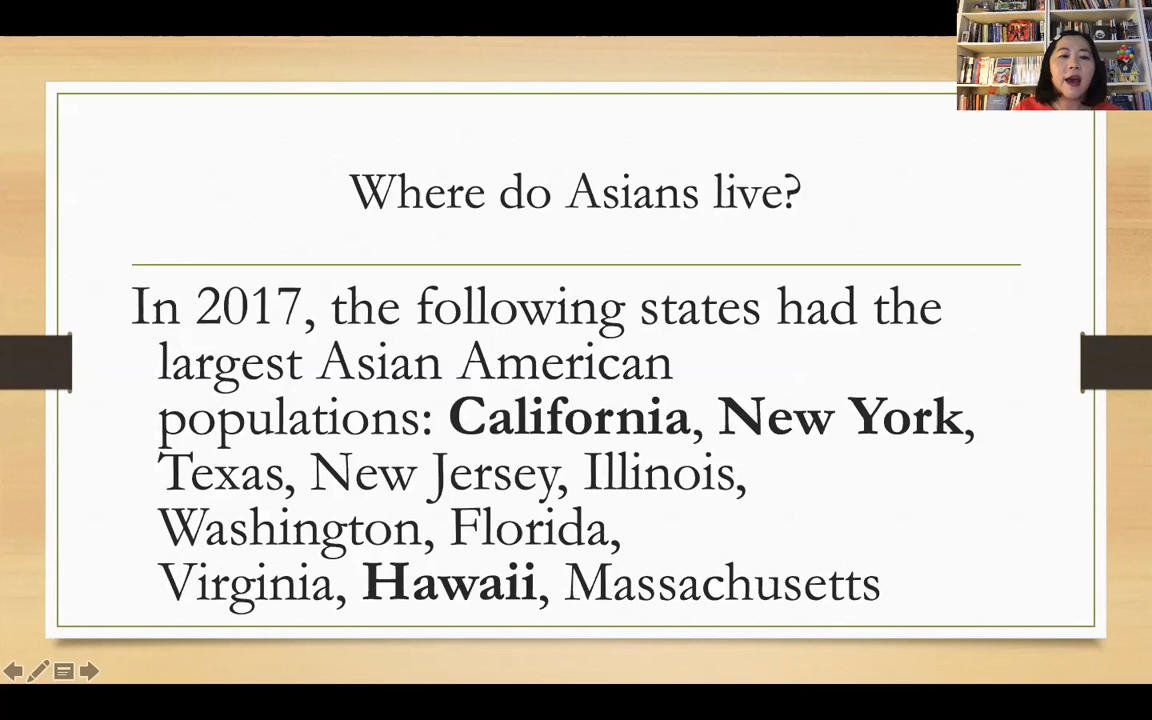 Where do Asians live?
In 2017, the following states had the
largest Asian American
populations: California, New York,
Texas, New Jersey, Illinois,
Washington, Florida,
Virginia, Hawaii, Massachusetts